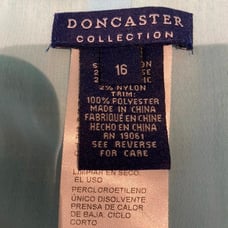 DONCASTER
COLLECTION
16
2% NYLON
TRIM:
100% POLYESTER
MADE IN CHINA
FABRIQUÉ EN CHINE
HECHO EN CHINA
RN 19061
SEE REVERSE
FOR CARE
LIMPIAR EN SECO.
EL USO
PERCLOROETILENO
ÚNICO DISOLVENTE
PRENSA DE CALOR
DE BAJA. CICLO
CORTO